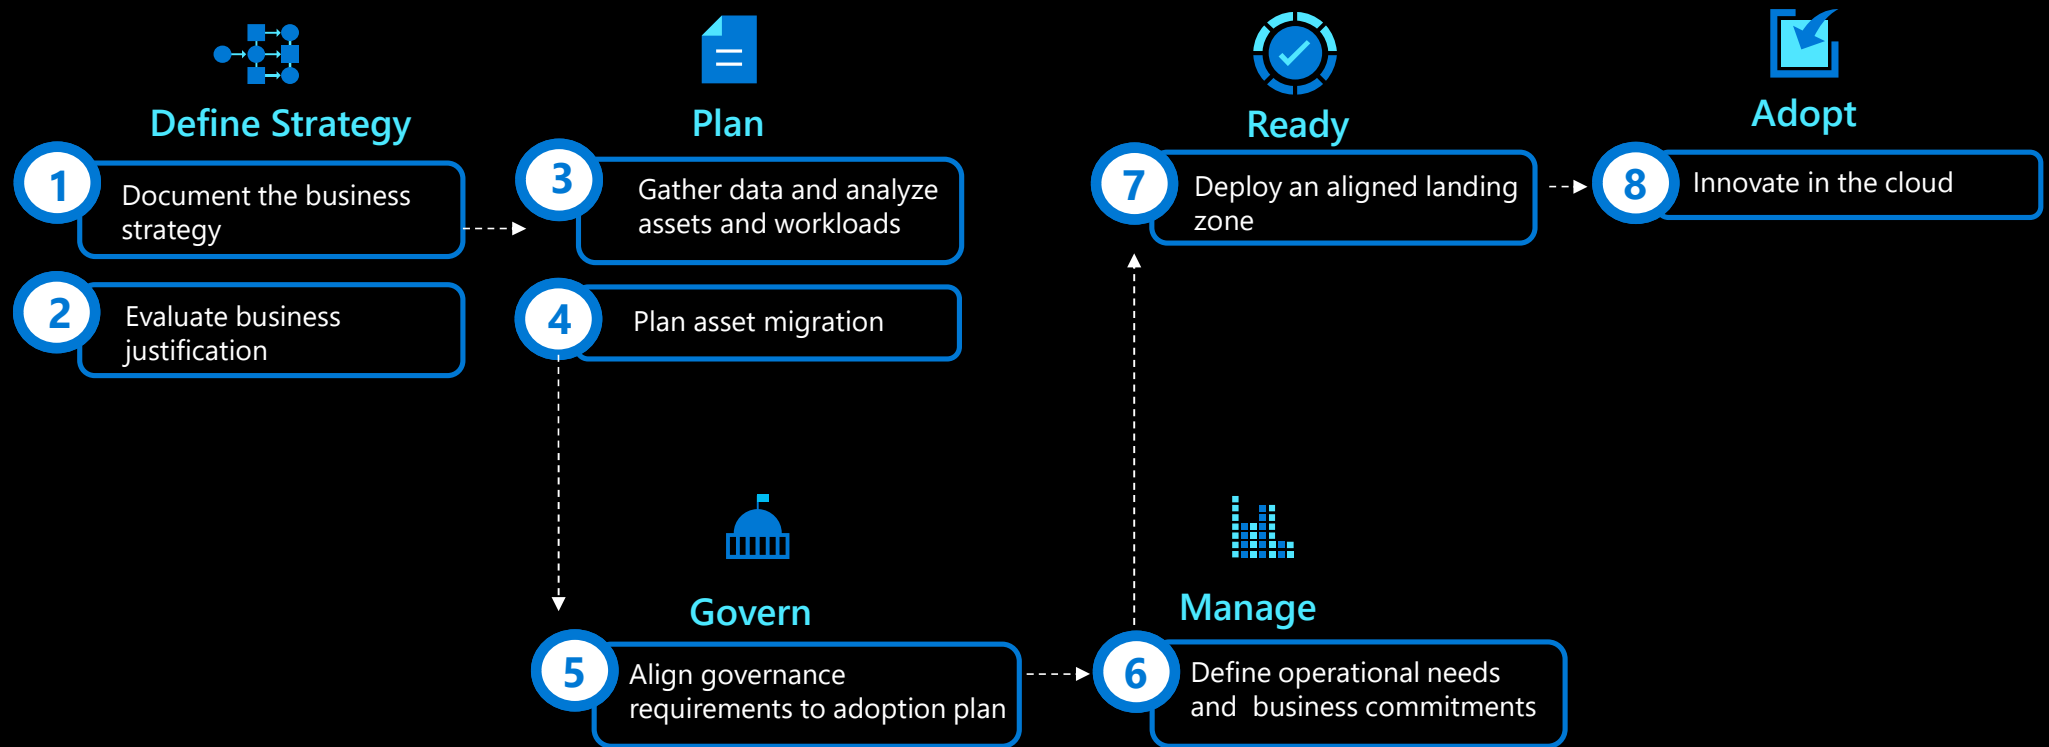 Define Strategy
1
Document the business
strategy
2
Evaluate business
justification
Plan
3
Gather data and analyze
assets and workloads
4
Plan asset migration
Govern
5
Align governance
requirements to adoption plan
Manage
6
Define operational needs
and  business commitments
Ready
7
Deploy an aligned landing
zone
Adopt
8
Innovate in the cloud